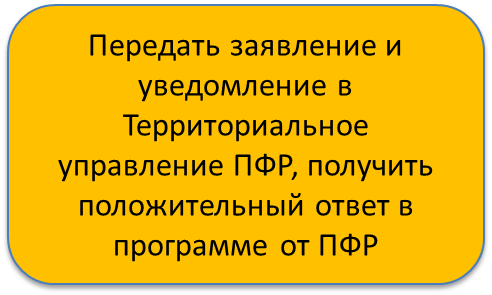 Передать заявление и
уведомление в
Территориальное
управление ПФР, получить
положительный ответ в
программе от ПФР